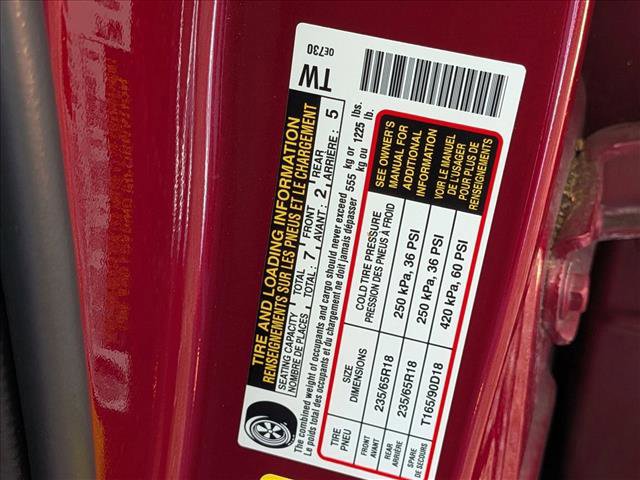 TIRE AND LOADING INFORMATION
RENSEIGNEMENTS SUR LES PNEUS ET LE CHARGEMENT
TW
0E730
SEATING CAPACITY TOTAL 7 FRONT 2 REAR 5
NOMBRE DE PLACES TOTAL: AVANT: ARRIÈRE:
The combined weight of occupants and cargo should never exceed 555 kg or 1225 lbs.
Le poids total des occupants et du chargement ne doit jamais dépasser kg ou lb.
TIRE SIZE COLD TIRE PRESSURE
PNEU DIMENSIONS PRESSION DES PNEUS À FROID
FRONT
AVANT 235/65R18 250 kPa, 36 PSI
REAR
ARRIÈRE 235/65R18 250 kPa, 36 PSI
SPARE
DE SECOURS T165/90D18 420 kPa, 60 PSI
SEE OWNER'S
MANUAL FOR
ADDITIONAL
INFORMATION
VOIR LE MANUEL
DE L'USAGER
POUR PLUS DE
RENSEIGNEMENTS